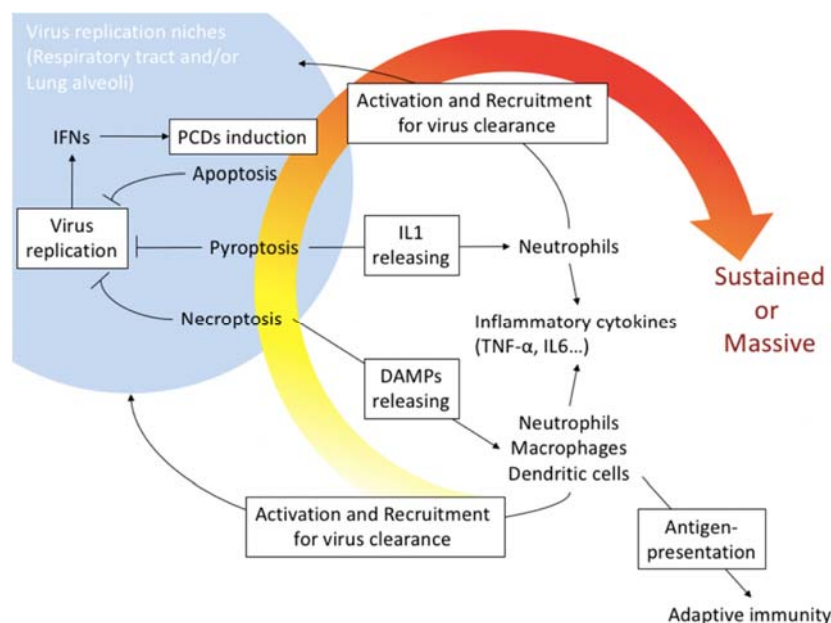 Virus replication niches
(Respiratory tract and/or
Lung alveoli)
Activation and Recruitment
for virus clearance
IFNs
PCDs induction
Apoptosis
Virus
replication
Pyroptosis
IL1
releasing
Neutrophils
Sustained
or
Massive
Necroptosis
Inflammatory cytokines
(TNF-α, IL6...)
DAMPs
releasing
Neutrophils
Macrophages
Dendritic cells
Activation and Recruitment
for virus clearance
Antigen-
presentation
Adaptive immunity